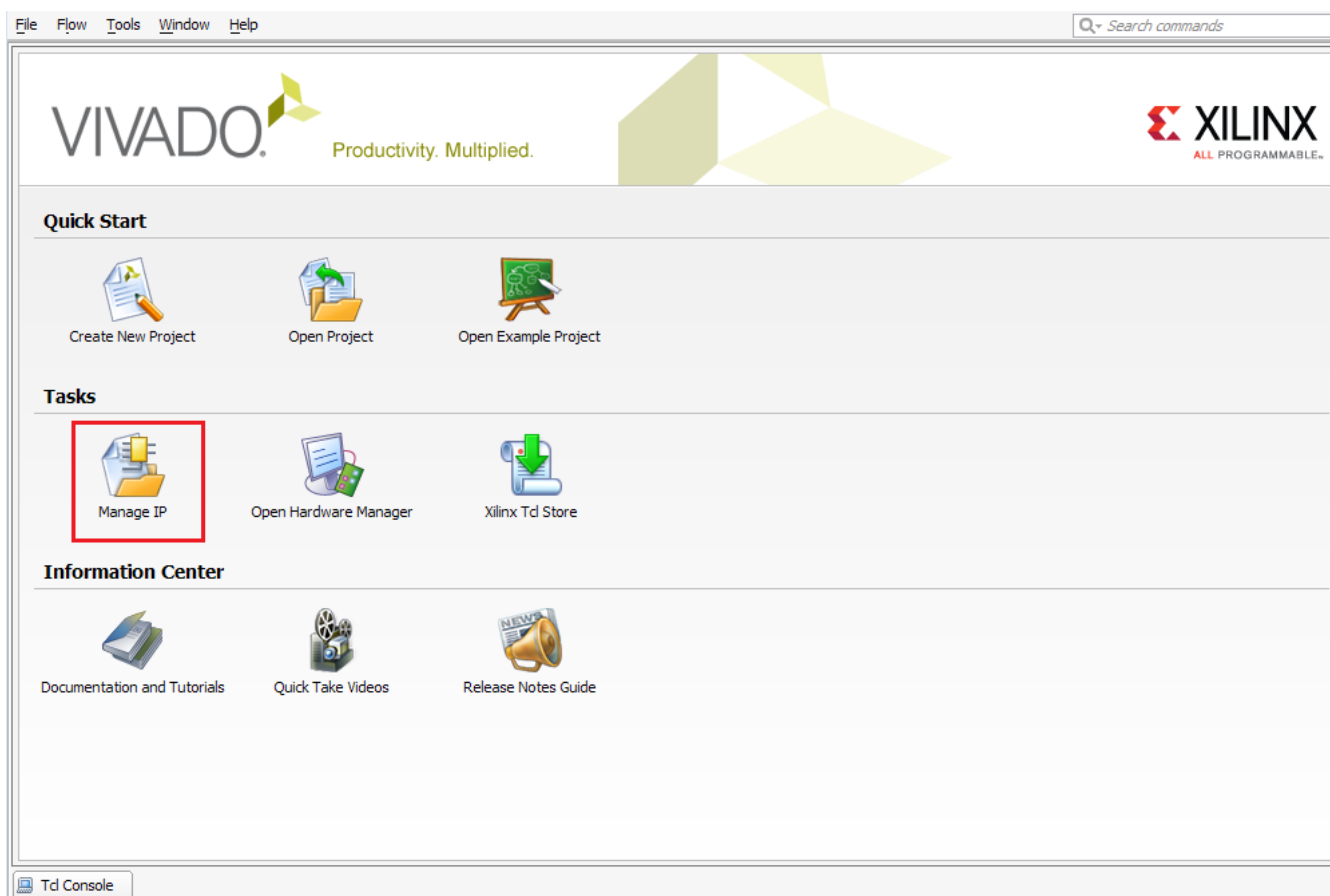 File Flow Tools Window Help
Search commands
VIVADO.
Productivity. Multiplied.
XILINX
ALL PROGRAMMABLE™
Quick Start
Create New Project
Open Project
Open Example Project
Tasks
Manage IP
Open Hardware Manager
Xilinx Tcl Store
Information Center
NEWS
Documentation and Tutorials
Quick Take Videos
Release Notes Guide
Tcl Console